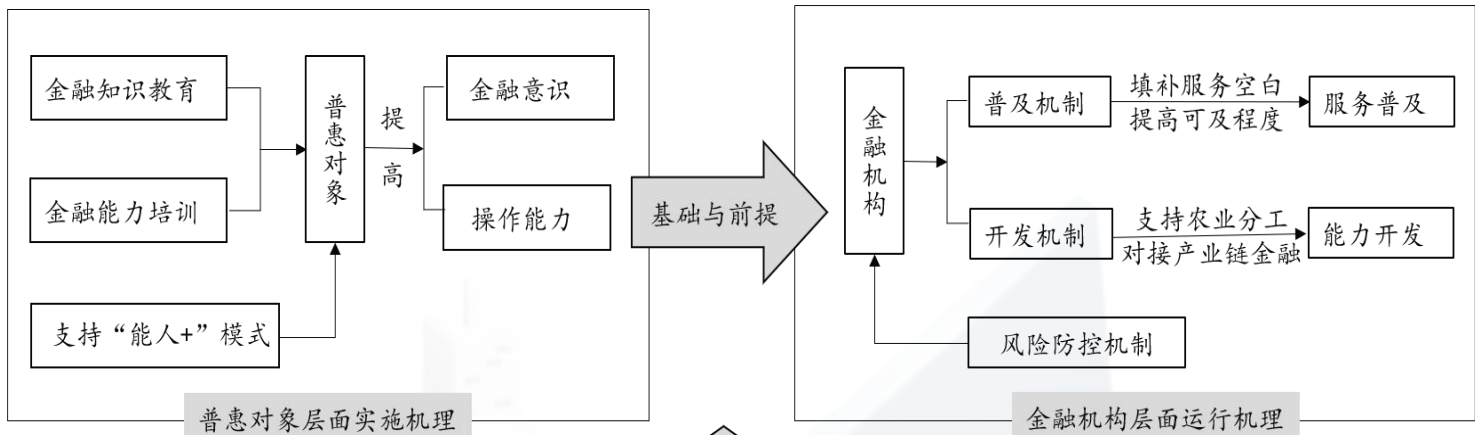 金融知识教育
金融能力培训
支持“能人+”模式
普惠对象
提高
金融意识
操作能力
普惠对象层面实施机理
基础与前提
金融机构
普及机制
填补服务空白
提高可及程度
服务普及
开发机制
支持农业分工
对接产业链金融
能力开发
风险防控机制
金融机构层面运行机理